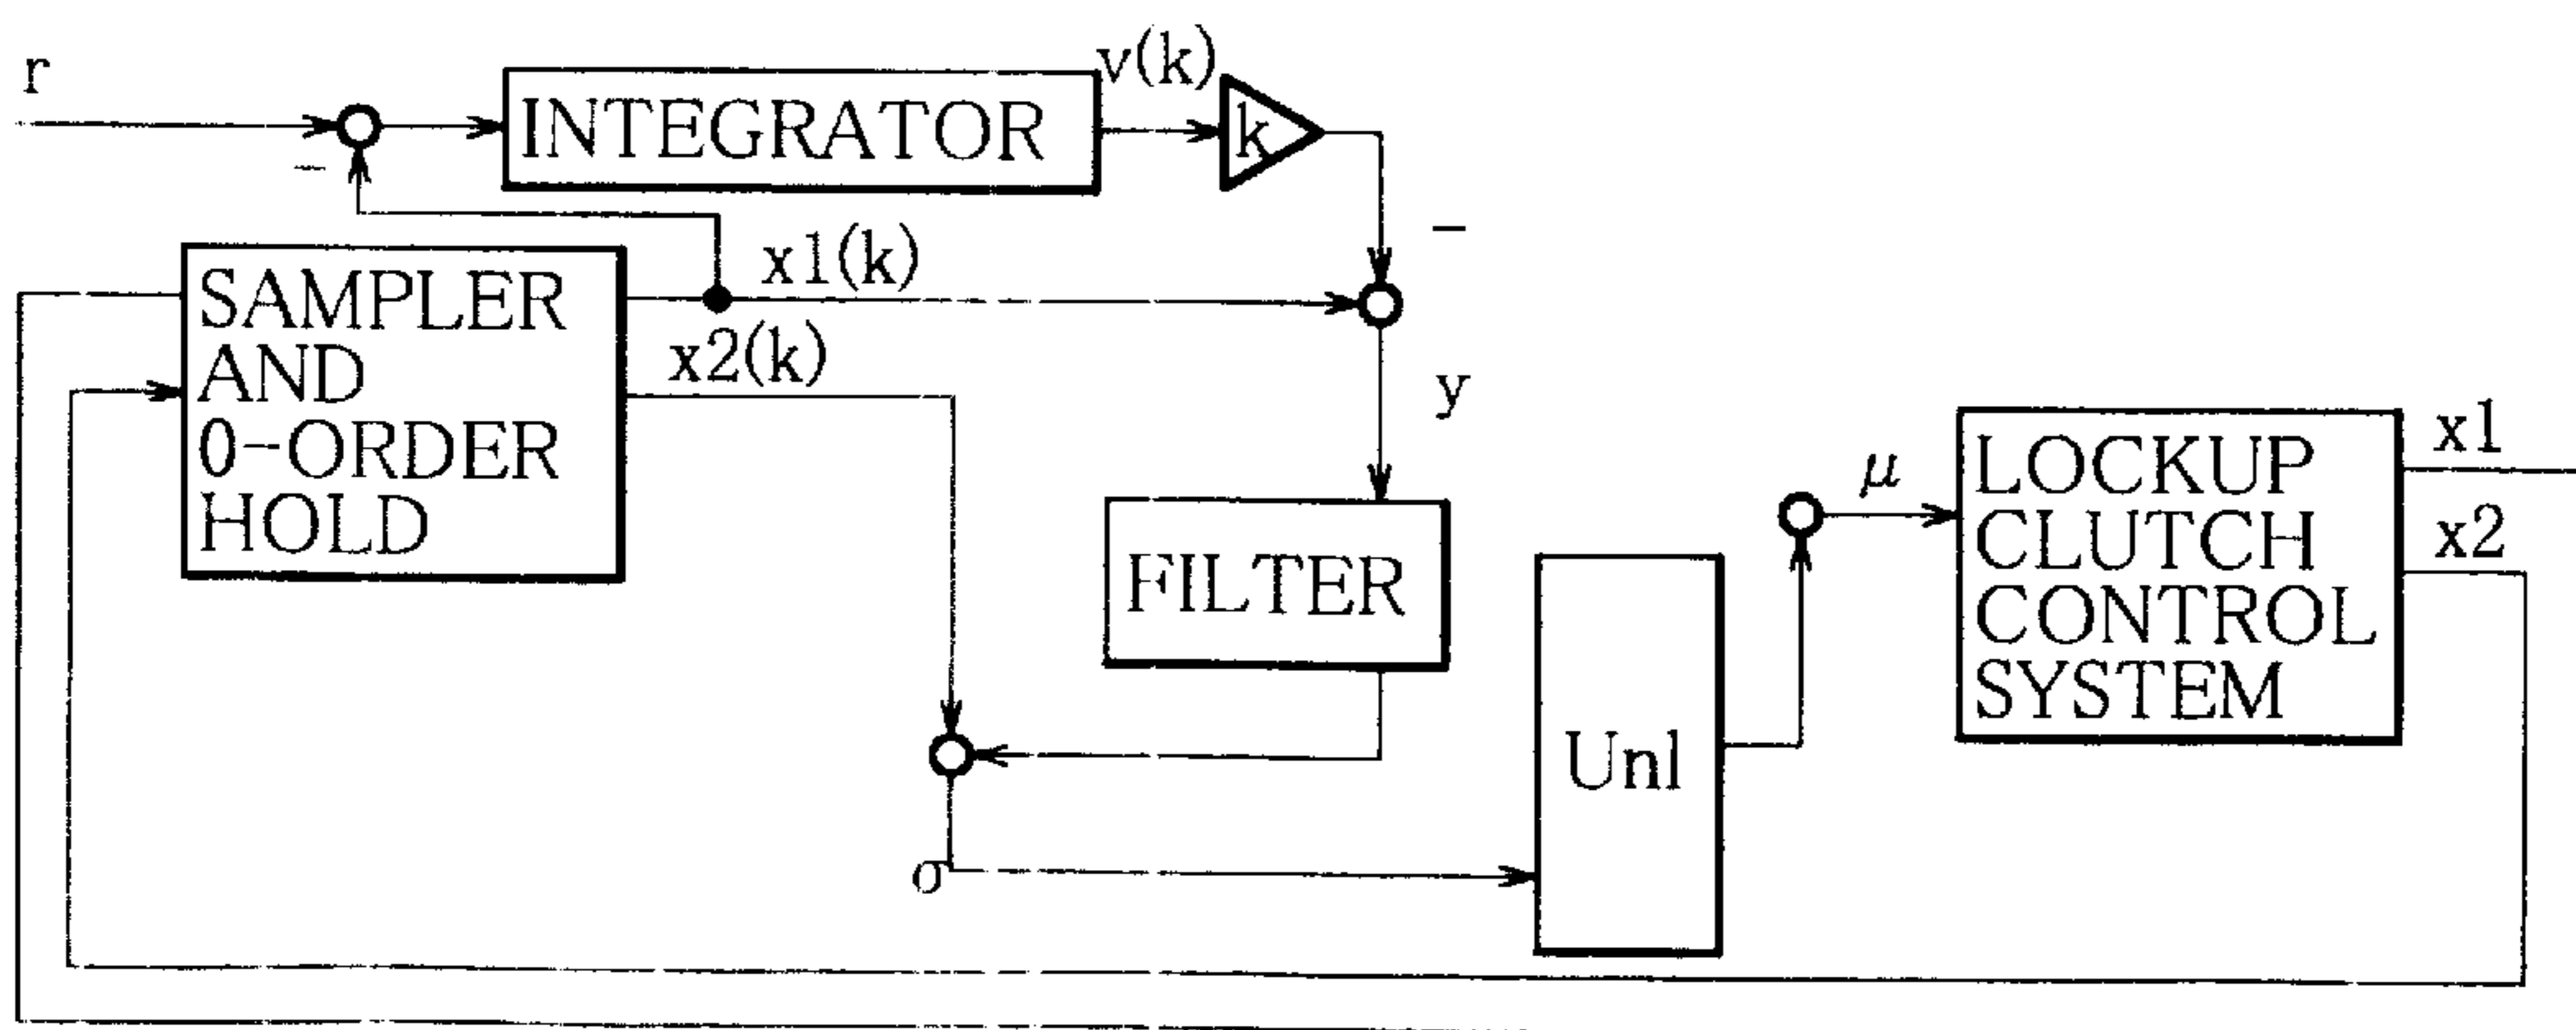 r
v(k)
INTEGRATOR
k
−
−
x1(k)
SAMPLER
AND
0-ORDER
HOLD
x2(k)
y
x1
μ
LOCKUP
CLUTCH
CONTROL
SYSTEM
x2
FILTER
Unl
σ